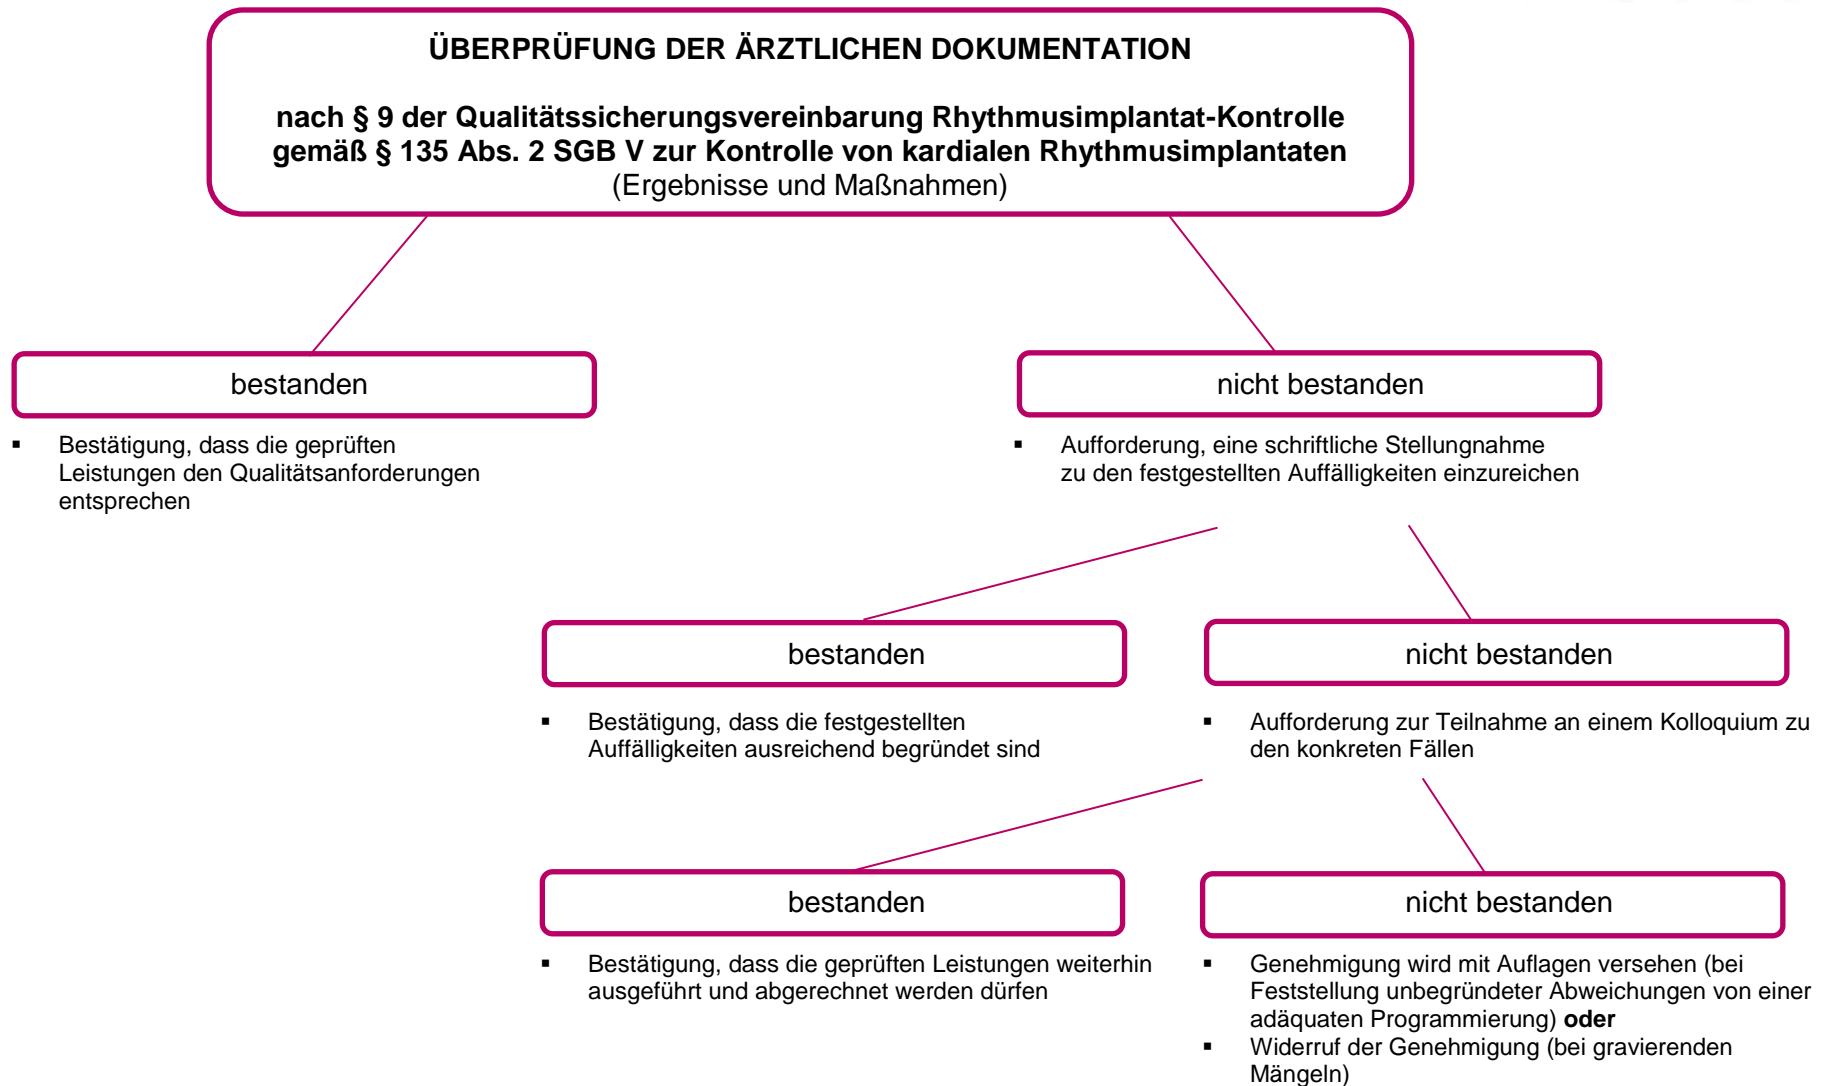 ÜBERPRÜFUNG DER ÄRZTLICHEN DOKUMENTATION
nach § 9 der Qualitätssicherungsvereinbarung Rhythmusimplantat-Kontrolle
gemäß § 135 Abs. 2 SGB V zur Kontrolle von kardialen Rhythmusimplantaten
(Ergebnisse und Maßnahmen)
bestanden
▪ Bestätigung, dass die geprüften
Leistungen den Qualitätsanforderungen
entsprechen
nicht bestanden
▪ Aufforderung, eine schriftliche Stellungnahme
zu den festgestellten Auffälligkeiten einzureichen
bestanden
▪ Bestätigung, dass die festgestellten
Auffälligkeiten ausreichend begründet sind
nicht bestanden
▪ Aufforderung zur Teilnahme an einem Kolloquium zu
den konkreten Fällen
bestanden
▪ Bestätigung, dass die geprüften Leistungen weiterhin
ausgeführt und abgerechnet werden dürfen
nicht bestanden
▪ Genehmigung wird mit Auflagen versehen (bei
Feststellung unbegründeter Abweichungen von einer
adäquaten Programmierung) oder
▪ Widerruf der Genehmigung (bei gravierenden
Mängeln)